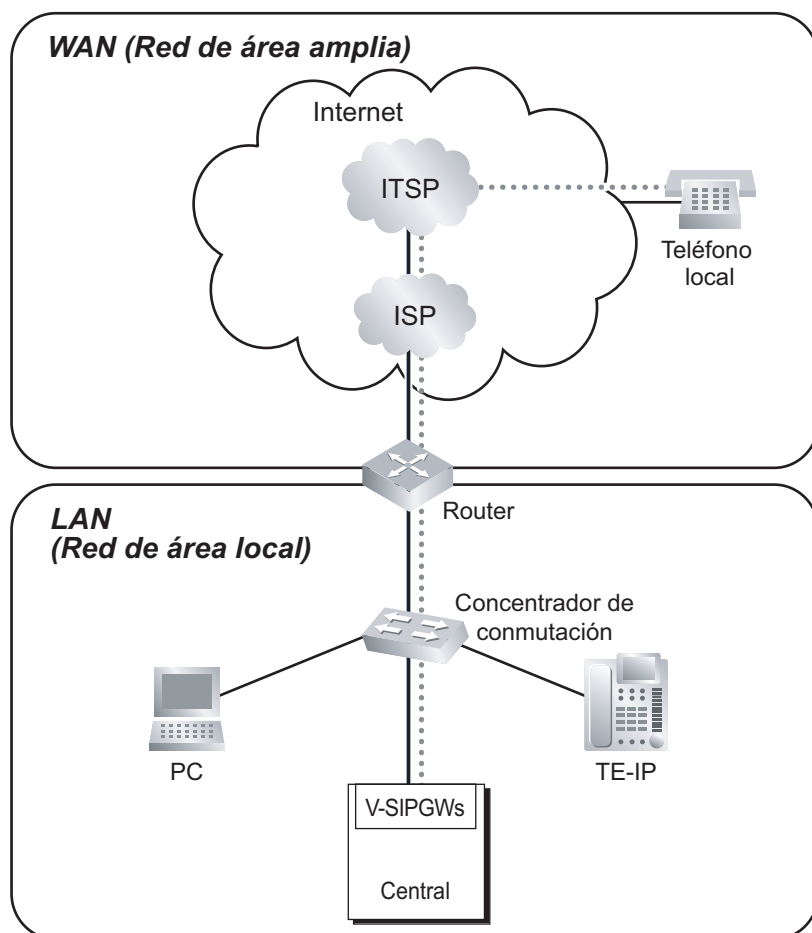 WAN (Red de área amplia)
Internet
ITSP
Teléfono
local
ISP
Router
LAN
(Red de área local)
Concentrador de
conmutación
PC
TE-IP
V-SIPGWs
Central